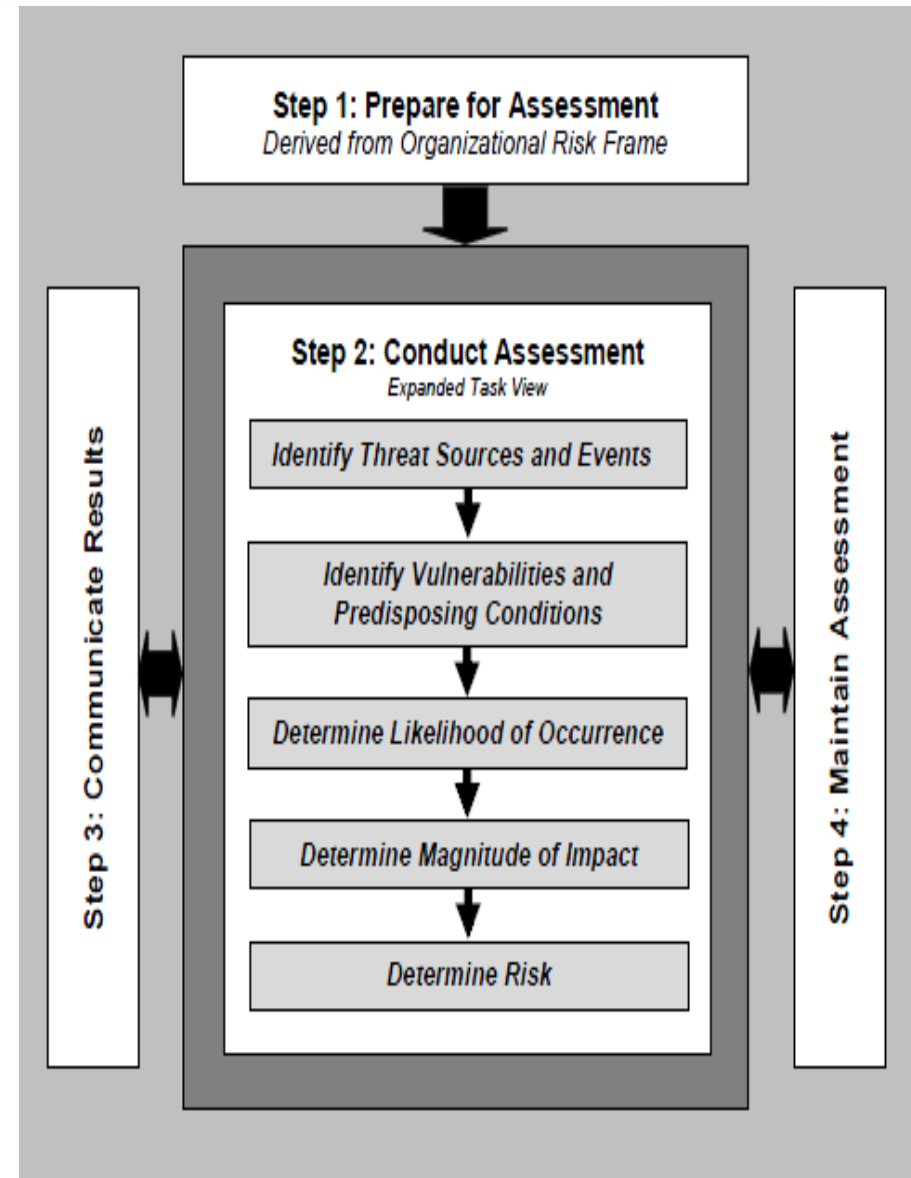 Step 1: Prepare for Assessment
Derived from Organizational Risk Frame
Step 2: Conduct Assessment
Expanded Task View
Identify Threat Sources and Events
Identify Vulnerabilities and
Predisposing Conditions
Determine Likelihood of Occurrence
Determine Magnitude of Impact
Determine Risk
Step 3: Communicate Results
Step 4: Maintain Assessment